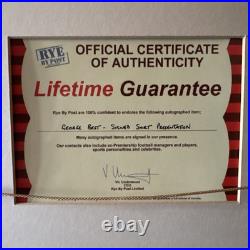 RYE
BY POST
OFFICIAL CERTIFICATE
OF AUTHENTICITY
Lifetime Guarantee
Rye By Post are 100% confident to endorse the following autographed item:
GEORGE BEST - SIGNED SHIRT PRESENTATION
Many autographed items are signed in our presence.
Our contacts also include ex-Premiership football managers and players,
sports personalities and celebrities.
Vic Underwood
CEO
Rye By Post Limited